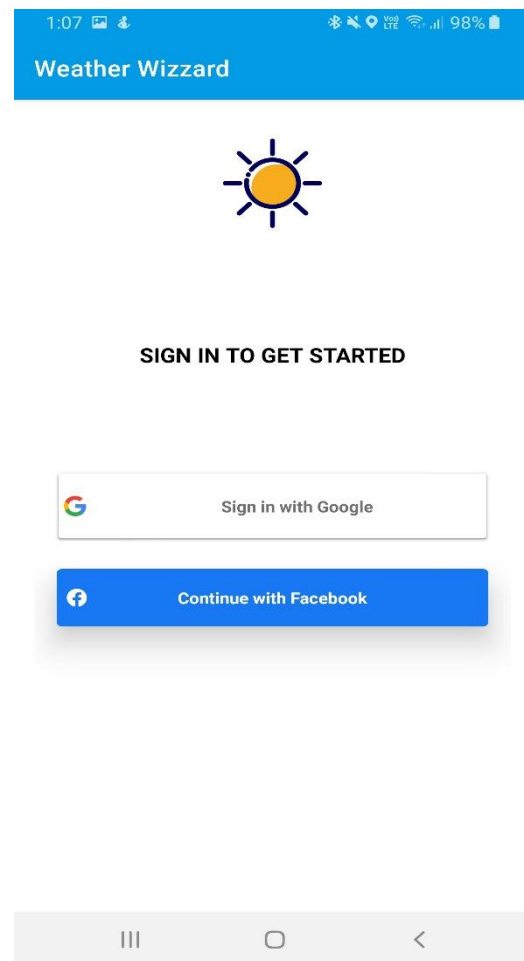 1:07 98%
Weather Wizzard
SIGN IN TO GET STARTED
Sign in with Google
Continue with Facebook